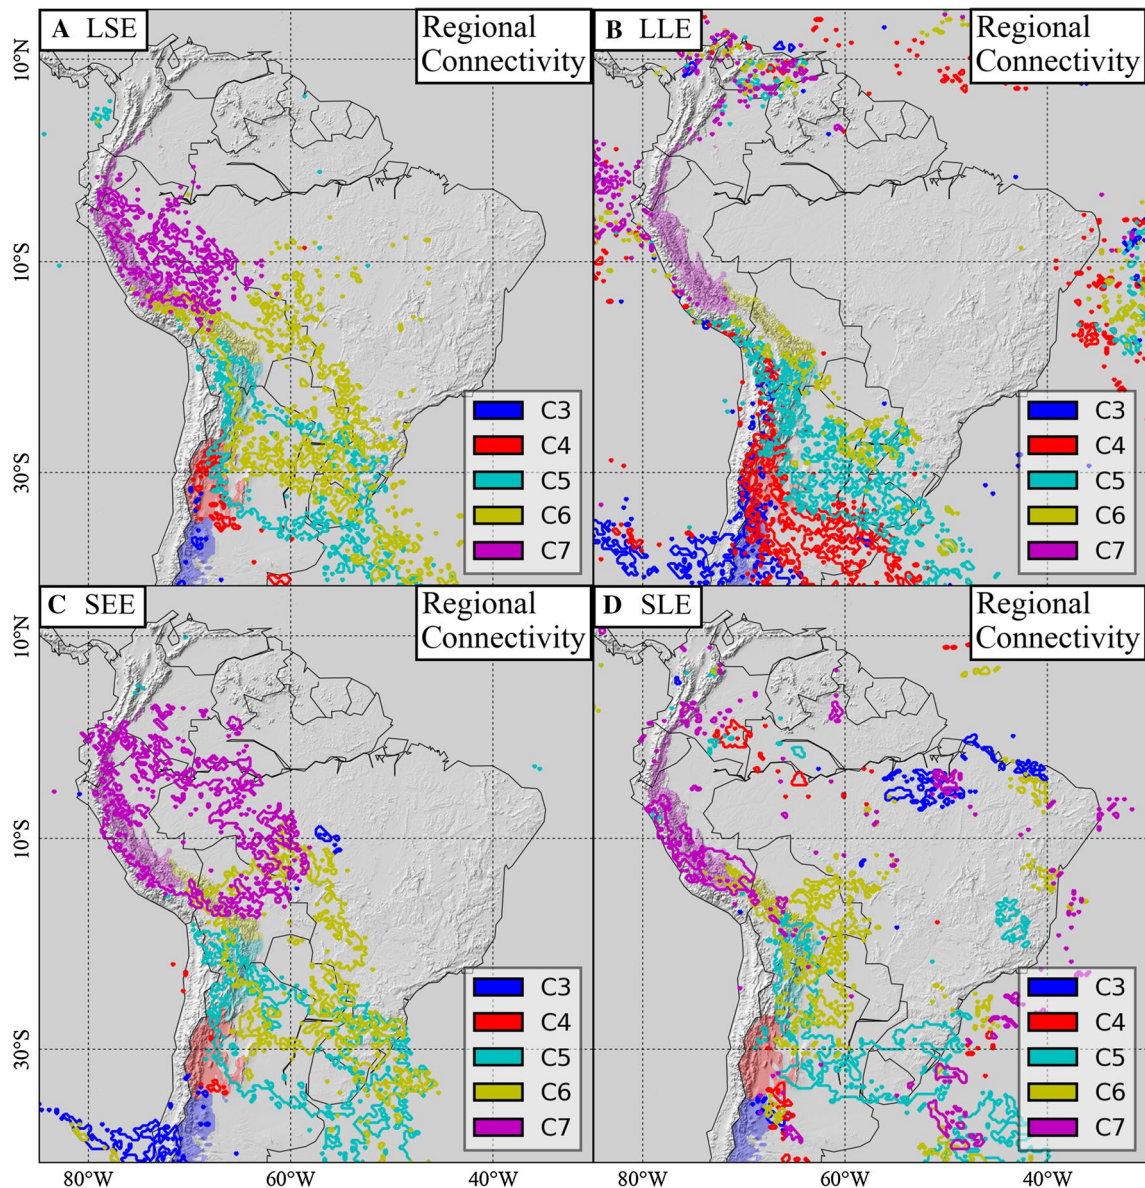 A LSE
Regional
Connectivity
B LLE
Regional
Connectivity
10°N
10°S
30°S
C3
C4
C5
C6
C7
C3
C4
C5
C6
C7
C SEE
Regional
Connectivity
D SLE
Regional
Connectivity
10°N
10°S
30°S
C3
C4
C5
C6
C7
C3
C4
C5
C6
C7
80°W
60°W
40°W
80°W
60°W
40°W